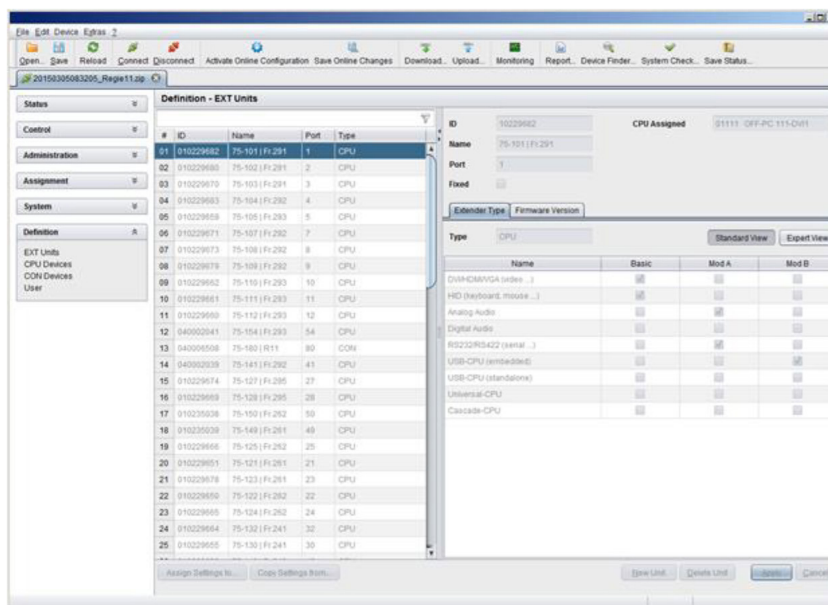 File Edit Device Extras ?
Open... Save Reload Connect Disconnect Activate Online Configuration Save Online Changes Download... Upload... Monitoring Report... Device Finder... System Check... Save Status...
20150305083205_Regie11.zip
Status
Control
Administration
Assignment
System
Definition
EXT Units
CPU Devices
CON Devices
User
Definition - EXT Units
# ID Name Port Type
01 010229682 75-101 | Fr.291 1 CPU
02 010229680 75-102 | Fr.291 2 CPU
03 010229670 75-103 | Fr.291 3 CPU
04 010229683 75-104 | Fr.292 4 CPU
05 010229659 75-105 | Fr.293 5 CPU
06 010229671 75-107 | Fr.292 7 CPU
07 010229673 75-108 | Fr.292 8 CPU
08 010229679 75-109 | Fr.292 9 CPU
09 010229662 75-110 | Fr.293 10 CPU
10 010229661 75-111 | Fr.293 11 CPU
11 010229660 75-112 | Fr.293 12 CPU
12 040002041 75-154 | Fr.293 54 CPU
13 040006508 75-180 | R11 80 CON
14 040002039 75-141 | Fr.292 41 CPU
15 010229674 75-127 | Fr.295 27 CPU
16 010229669 75-128 | Fr.295 28 CPU
17 010235038 75-150 | Fr.262 50 CPU
18 010235039 75-149 | Fr.261 49 CPU
19 010229666 75-125 | Fr.262 25 CPU
20 010229651 75-121 | Fr.261 21 CPU
21 010229678 75-123 | Fr.261 23 CPU
22 010229650 75-122 | Fr.262 22 CPU
23 010229665 75-124 | Fr.262 24 CPU
24 010229664 75-132 | Fr.241 32 CPU
25 010229655 75-130 | Fr.241 30 CPU
Assign Settings to... Copy Settings from...
ID 10229682 CPU Assigned 01111 OFF-PC 111-DVI1
Name 75-101 | Fr.291
Port 1
Fixed
Extender Type Firmware Version
Type CPU Standard View Expert View
Name Basic Mod A Mod B
DVI/HDMI/VGA (video ...)
HID (keyboard, mouse ...)
Analog Audio
Digital Audio
RS232/RS422 (serial ...)
USB-CPU (embedded)
USB-CPU (standalone)
Universal-CPU
Cascade-CPU
New Unit Delete Unit Apply Cancel